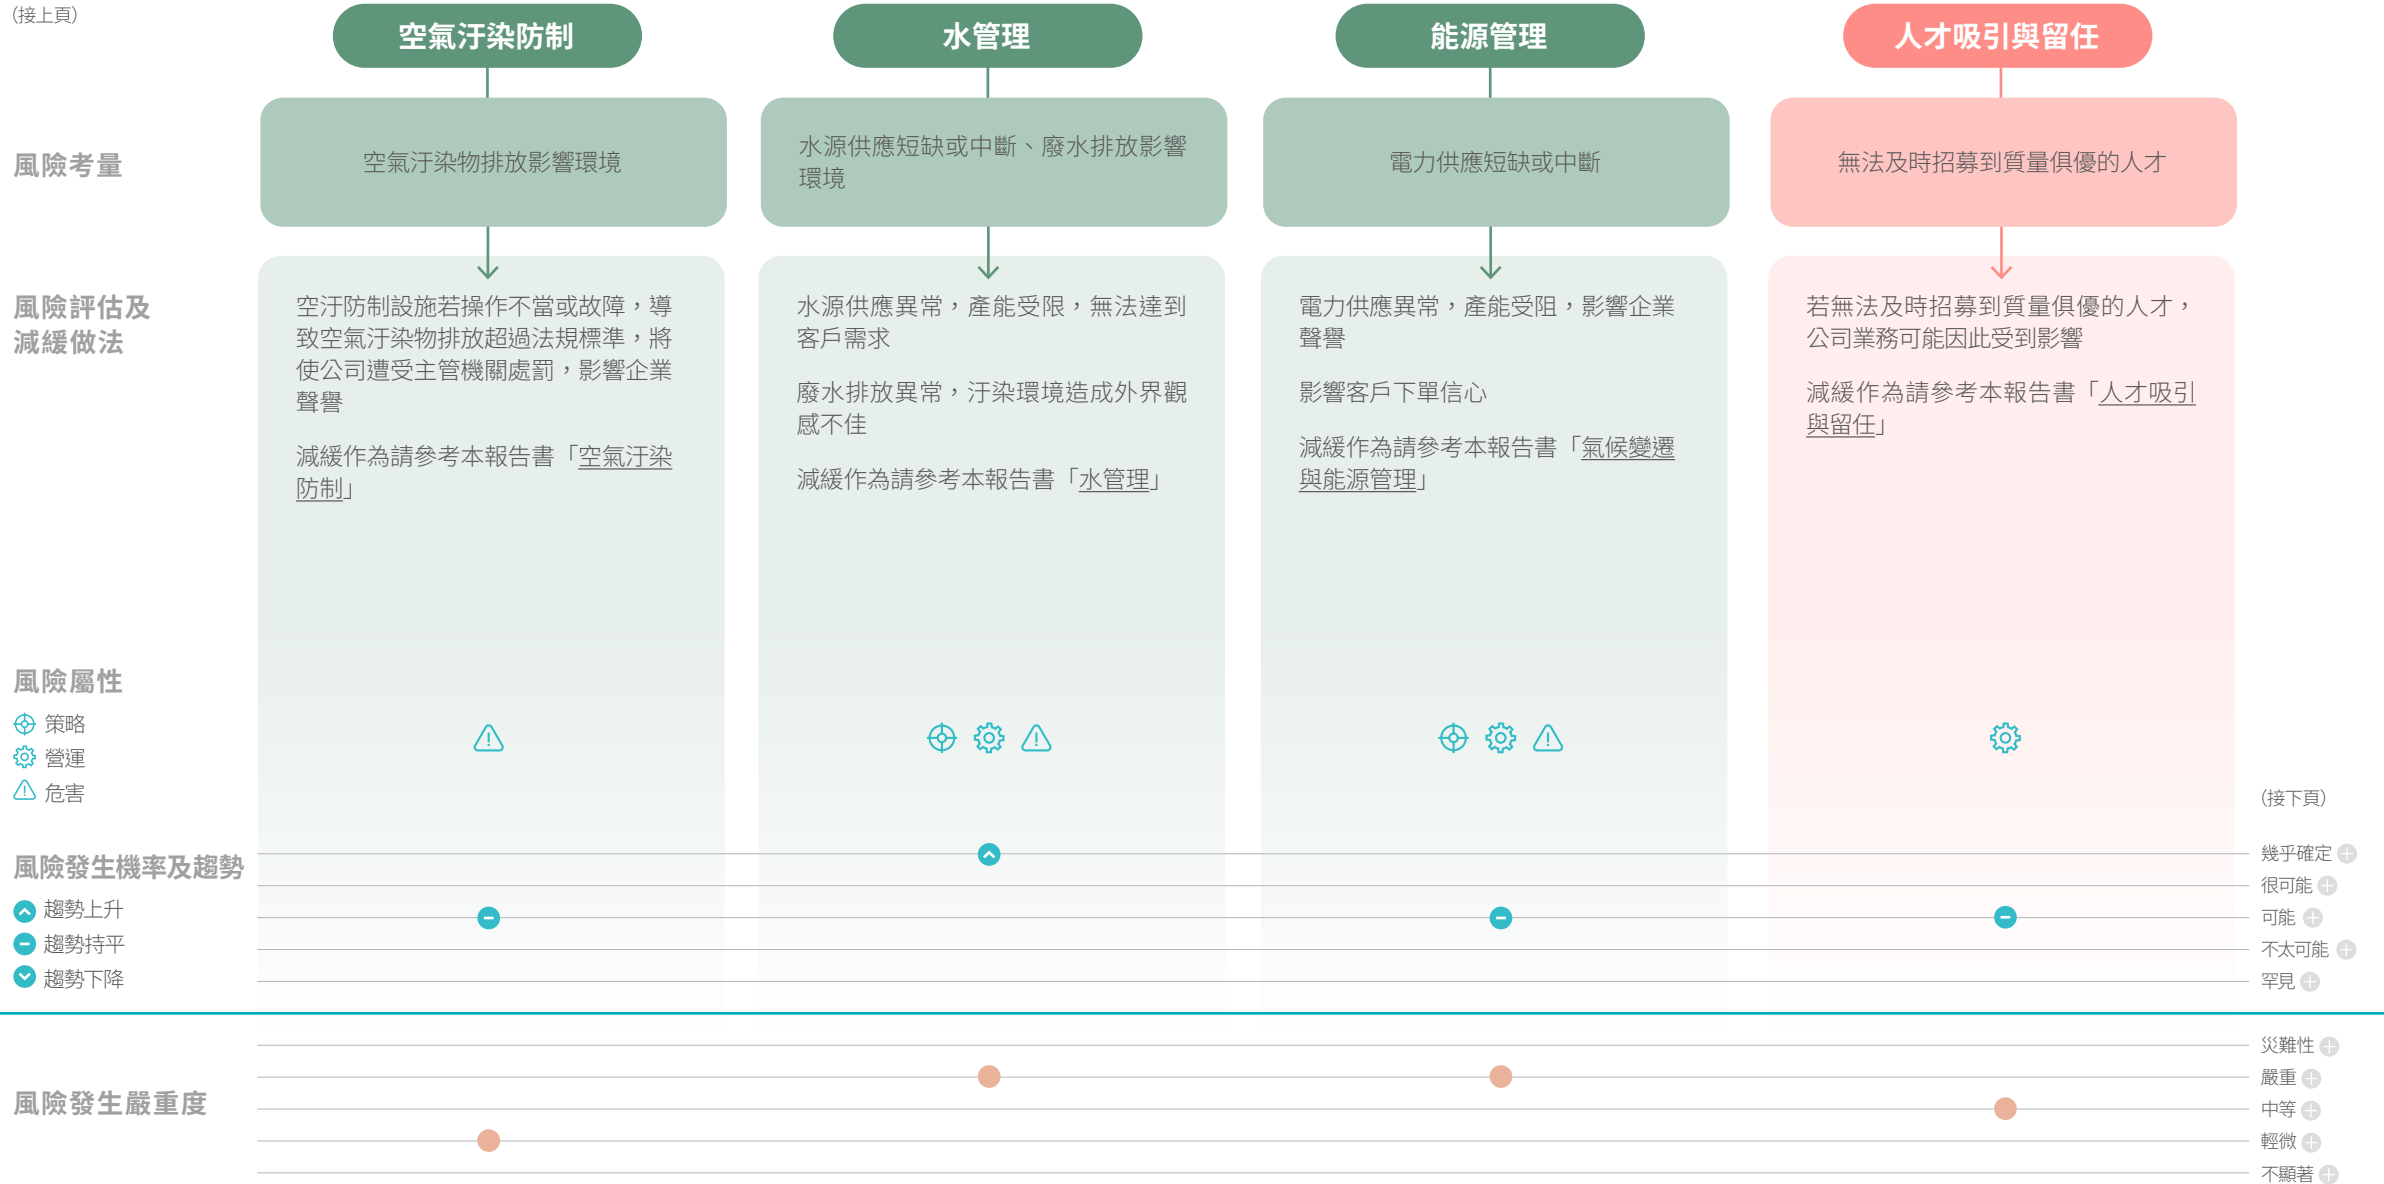 （接上頁）
空氣汙染防制
水管理
能源管理
人才吸引與留任
風險考量
空氣汙染物排放影響環境
水源供應短缺或中斷、廢水排放影響
環境
電力供應短缺或中斷
無法及時招募到質量俱優的人才
風險評估及
減緩做法
空汙防制設施若操作不當或故障，導
致空氣汙染物排放超過法規標準，將
使公司遭受主管機關處罰，影響企業
聲譽
減緩作為請參考本報告書「空氣汙染
防制」
水源供應異常，產能受限，無法達到
客戶需求
廢水排放異常，汙染環境造成外界觀
感不佳
減緩作為請參考本報告書「水管理」
電力供應異常，產能受阻，影響企業
聲譽
影響客戶下單信心
減緩作為請參考本報告書「氣候變遷
與能源管理」
若無法及時招募到質量俱優的人才，
公司業務可能因此受到影響
減緩作為請參考本報告書「人才吸引
與留任」
風險屬性
策略
營運
危害
（接下頁）
風險發生機率及趨勢
趨勢上升
趨勢持平
趨勢下降
幾乎確定
很可能
可能
不太可能
罕見
風險發生嚴重度
災難性
嚴重
中等
輕微
不顯著